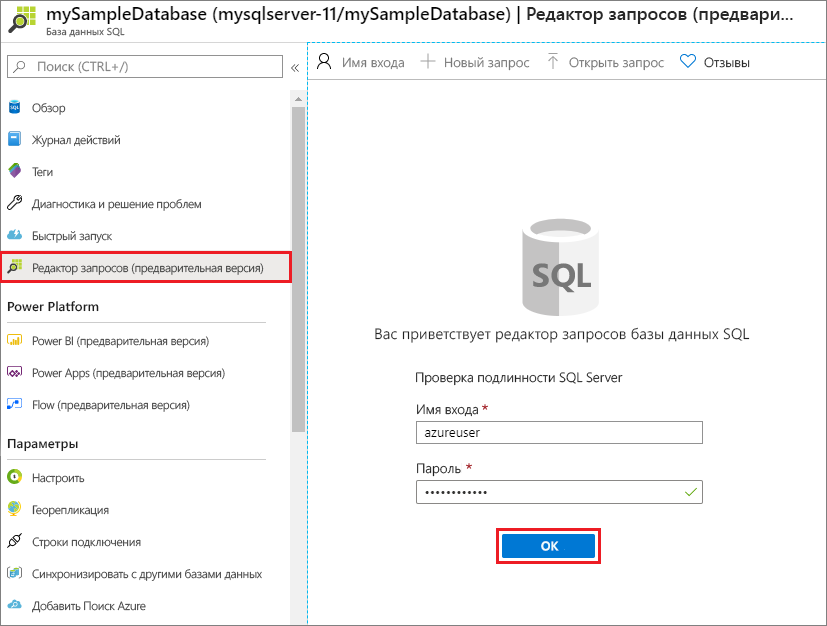 mySampleDatabase (mysqlserver-11/mySampleDatabase) | Редактор запросов (предвари...
База данных SQL
Поиск (CTRL+/)
«
Имя входа
Новый запрос
Открыть запрос
Отзывы
SQL
Обзор
Журнал действий
Теги
Диагностика и решение проблем
Быстрый запуск
Редактор запросов (предварительная версия)
Power Platform
Power BI (предварительная версия)
Power Apps (предварительная версия)
Flow (предварительная версия)
Параметры
Настроить
Георепликация
Строки подключения
Синхронизировать с другими базами данных
Добавить Поиск Azure
SQL
Вас приветствует редактор запросов базы данных SQL
Проверка подлинности SQL Server
Имя входа *
azureuser
Пароль *
••••••••••••
OK